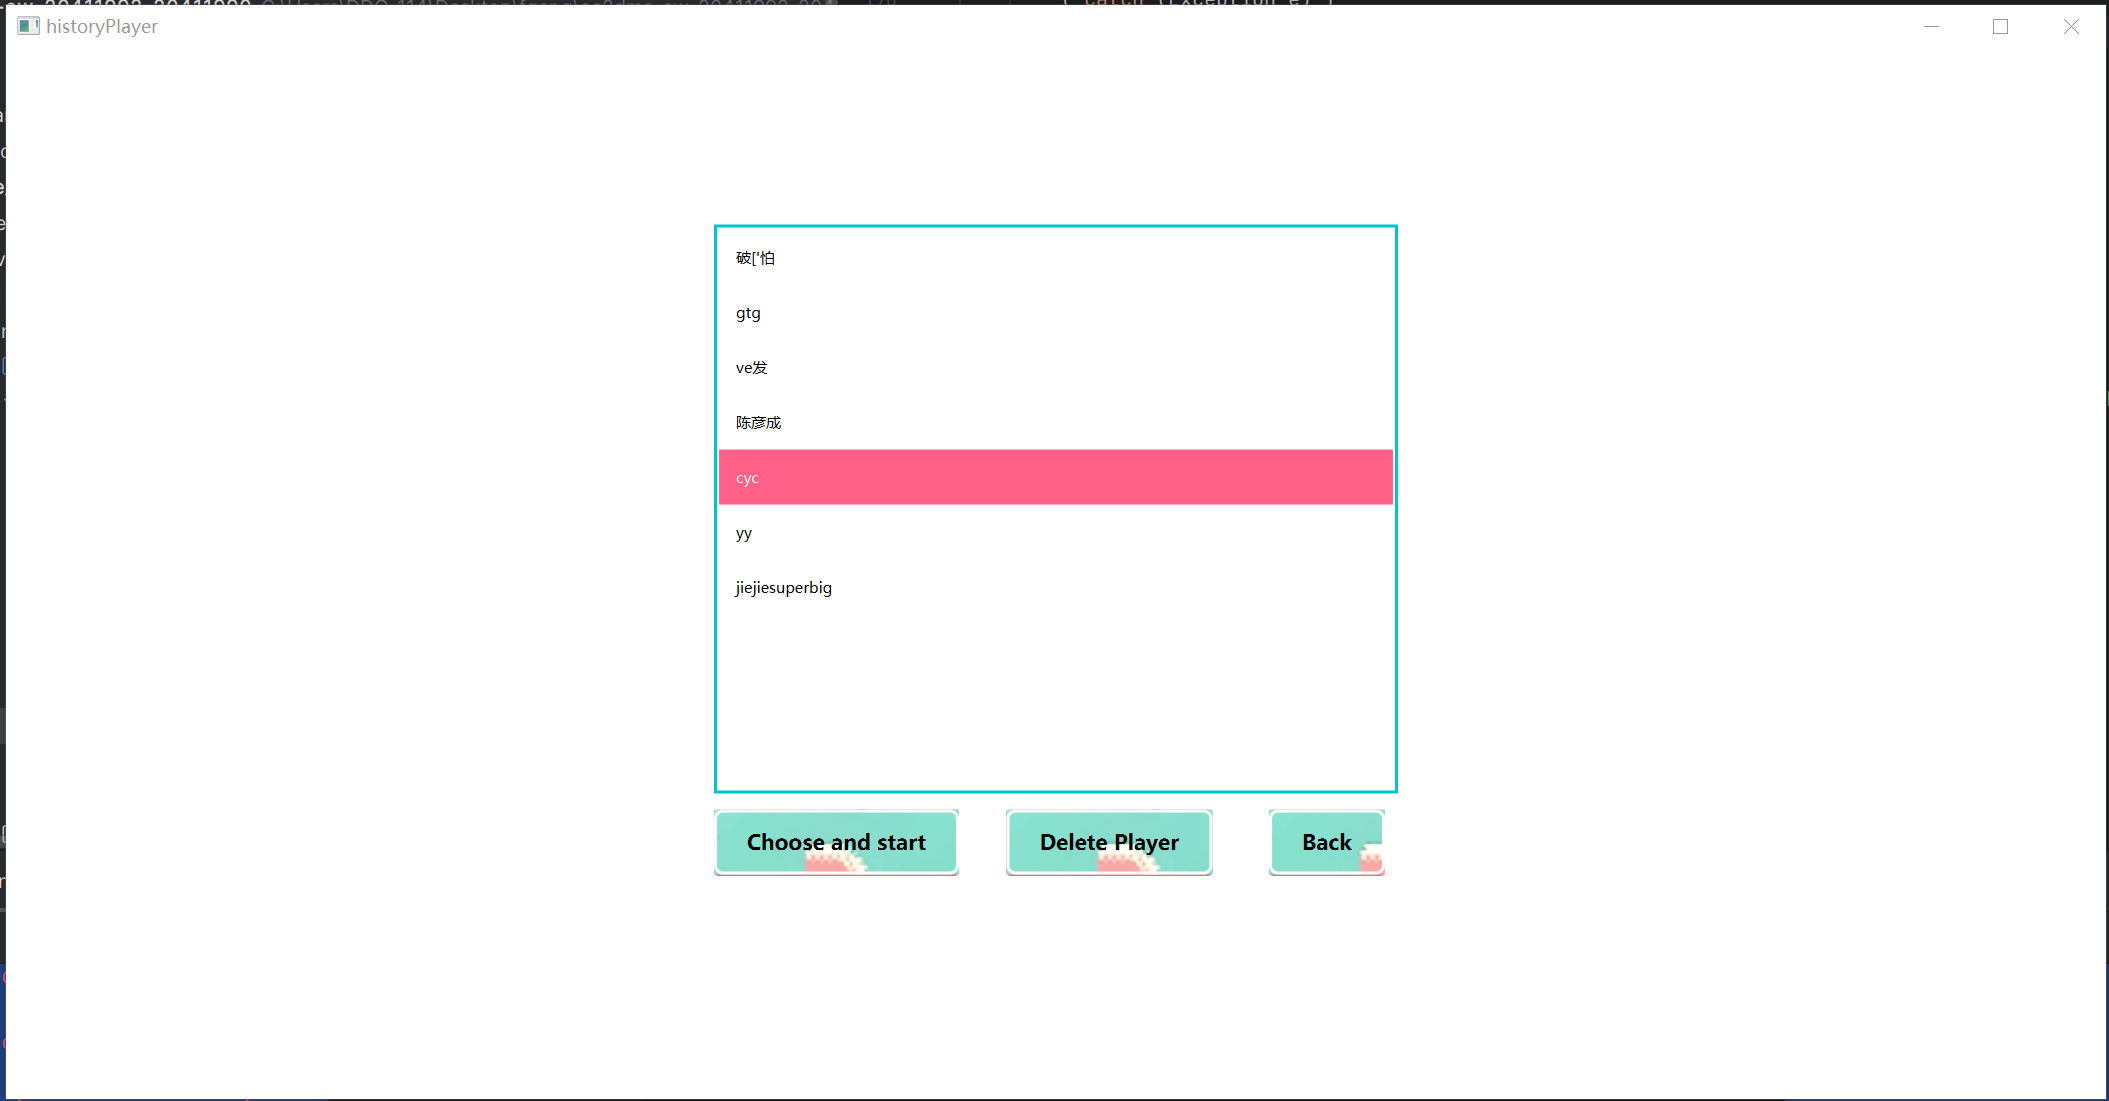 historyPlayer
破['怕
gtg
ve发
陈彦成
cyc
yy
jiejiesuperbig
Choose and start
Delete Player
Back